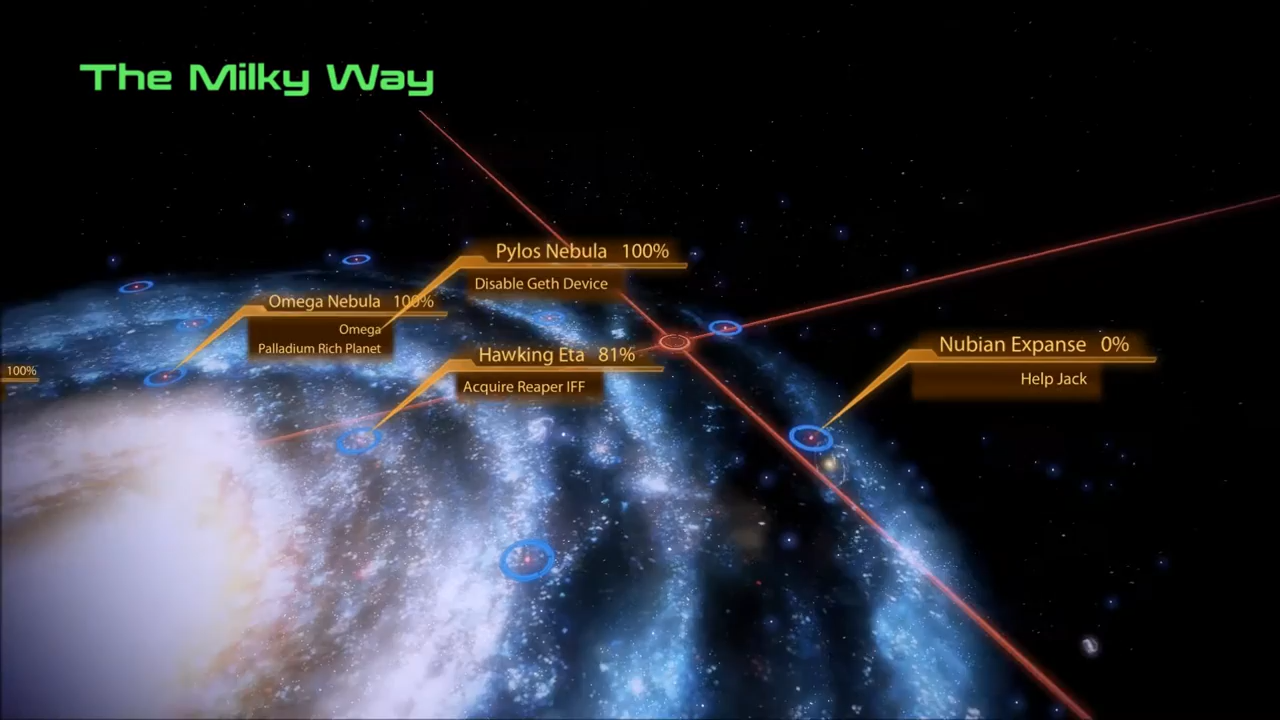 The Milky Way
Pylos Nebula 100%
Disable Geth Device
Omega Nebula 100%
Omega
Palladium Rich Planet
Hawking Eta 81%
Acquire Reaper IFF
Nubian Expanse 0%
Help Jack
100%